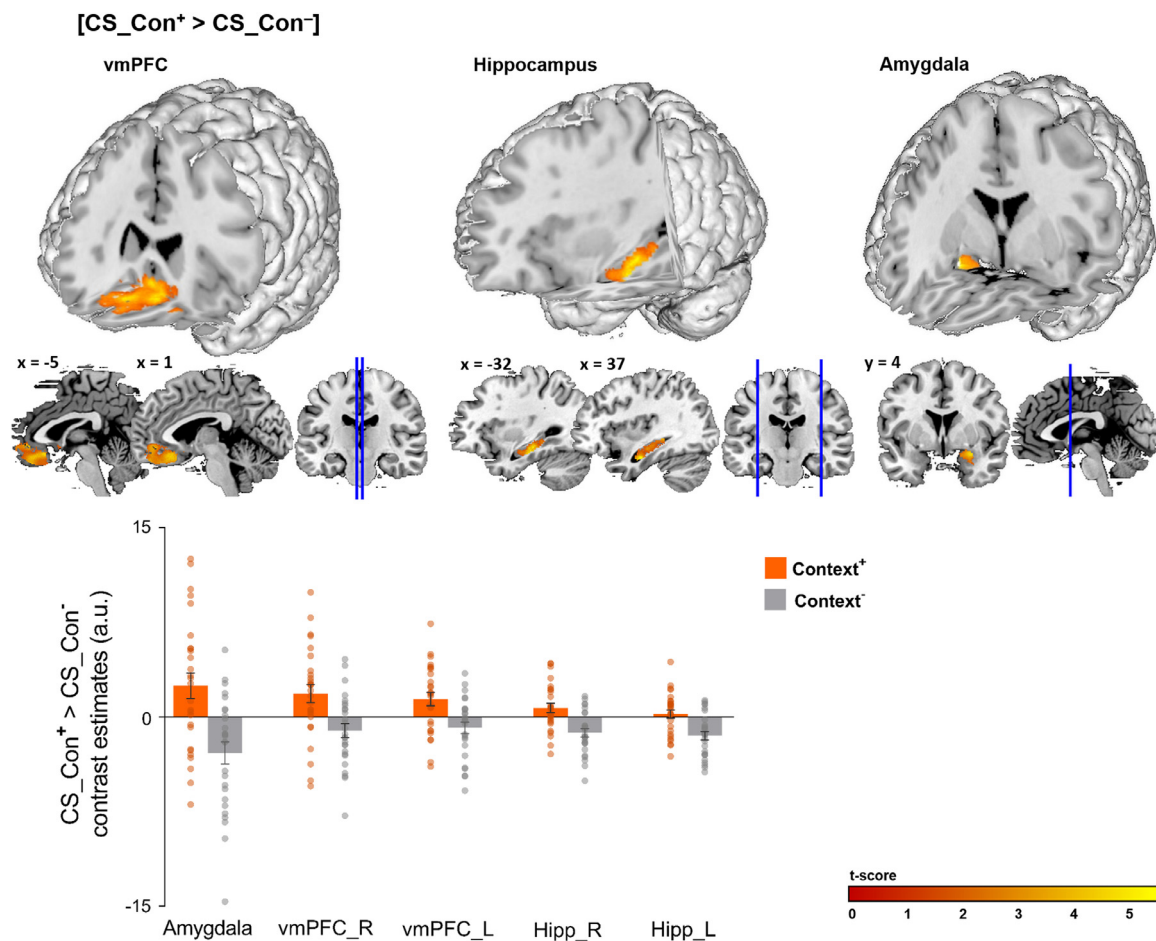 [CS_Con⁺ > CS_Con⁻]
vmPFC
Hippocampus
Amygdala
x = -5
x = 1
x = -32
x = 37
y = 4
15
0
-15
CS_Con⁺ > CS_Con⁻
contrast estimates (a.u.)
Context⁺
Context⁻
Amygdala
vmPFC_R
vmPFC_L
Hipp_R
Hipp_L
t-score
0 1 2 3 4 5